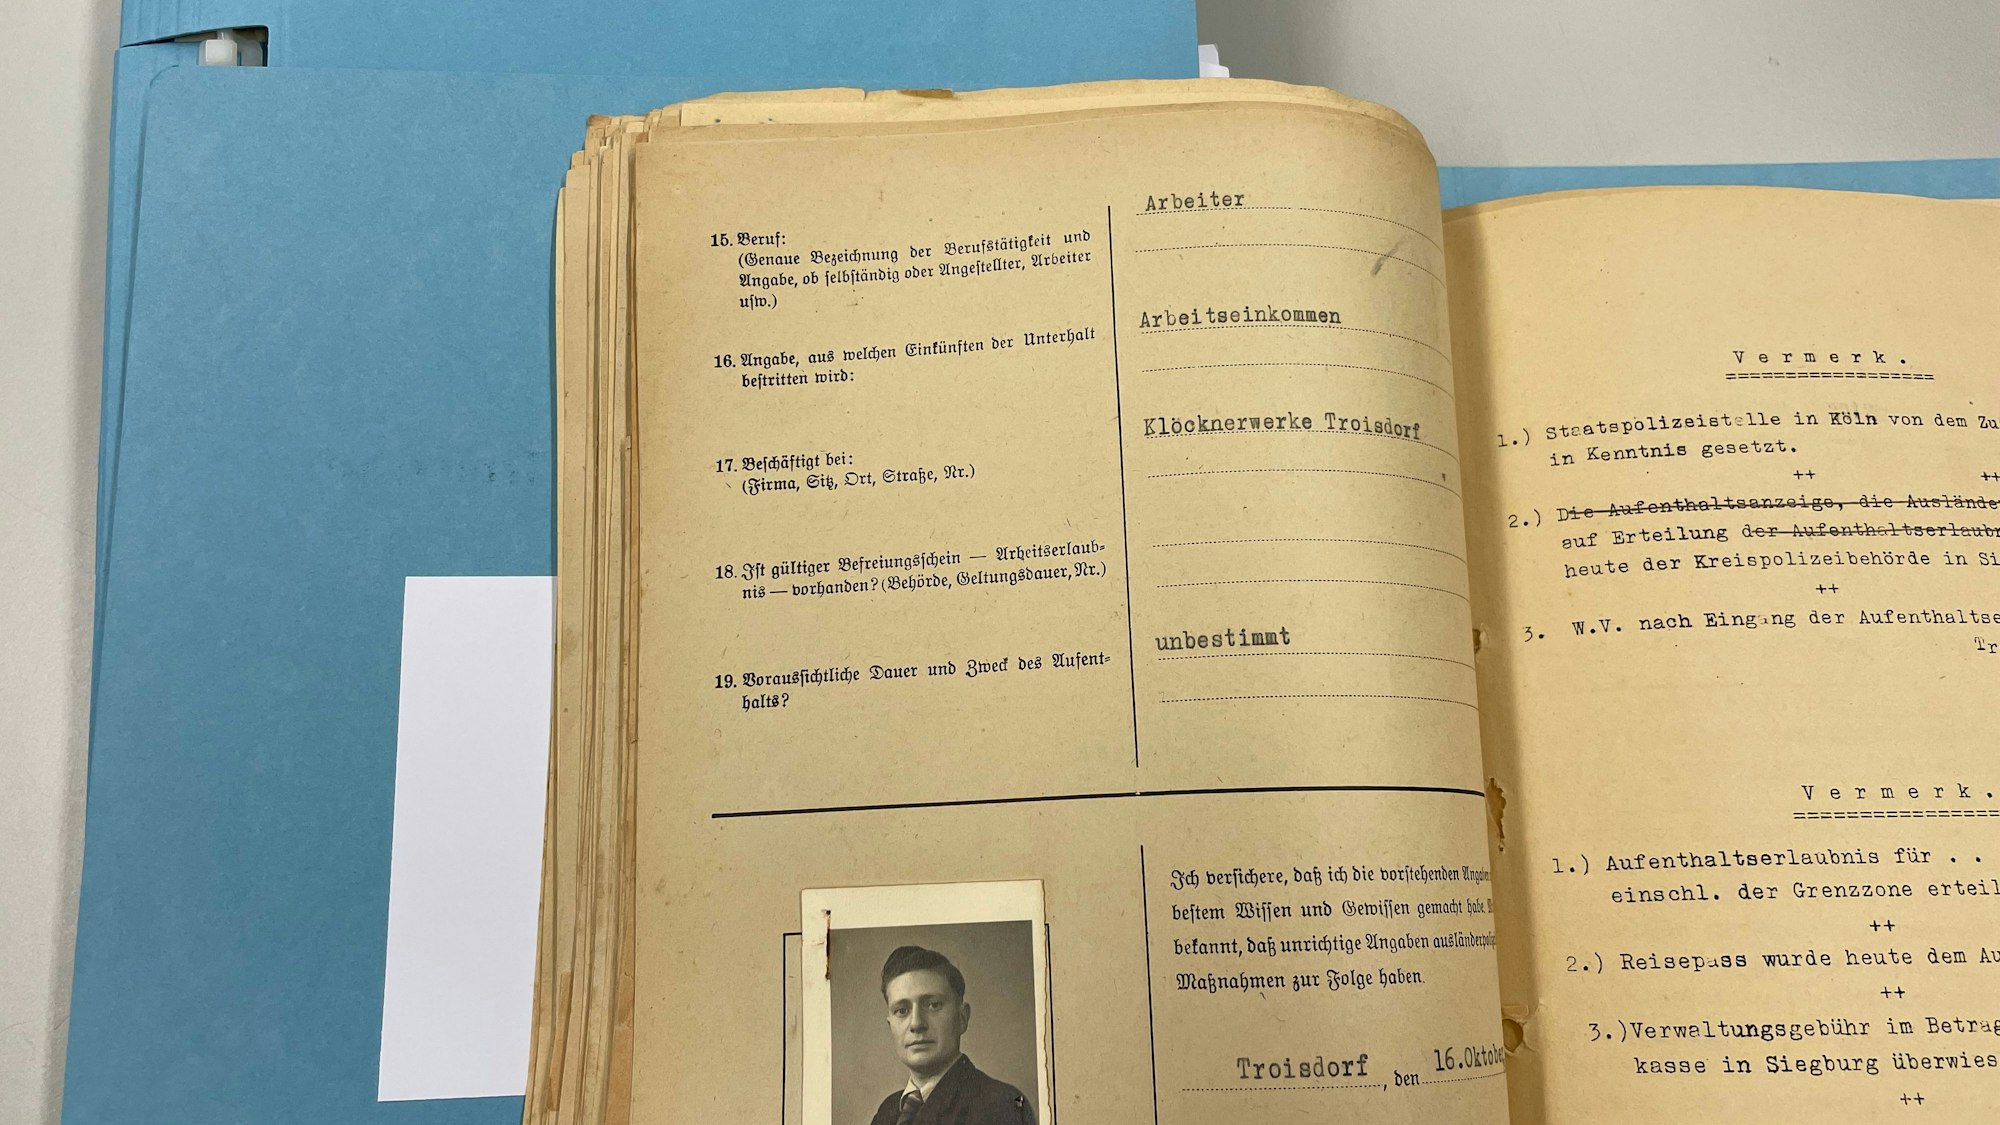 Arbeiter
15. Beruf:
(Genaue Bezeichnung der Berufstätigkeit und
Angabe, ob selbständig oder Angestellter, Arbeiter
usw.)
Arbeitseinkommen
16. Angabe, aus welchen Einkünften der Unterhalt
bestritten wird:
Klöcknerwerke Troisdorf
17. Beschäftigt bei:
(Firma, Sitz, Ort, Straße, Nr.)
18. Ist gültiger Befreiungsschein — Arbeitserlaub-
nis — vorhanden? (Behörde, Geltungsdauer, Nr.)
unbestimmt
19. Voraussichtliche Dauer und Zweck des Aufent-
halts?
Ich versichere, daß ich die vorstehenden Angaben
bestem Wissen und Gewissen gemacht habe.
bekannt, daß unrichtige Angaben ausländerpol
Maßnahmen zur Folge haben.
Troisdorf, den 16.Oktober
V e r m e r k .
==================
1.) Staatspolizeistelle in Köln von dem Zu
in Kenntnis gesetzt.
++ ++
2.) Die Aufenthaltsanzeige, die Ausländer
auf Erteilung der Aufenthaltserlaubn
heute der Kreispolizeibehörde in Si
++
3. W.V. nach Eingang der Aufenthaltse
Tr
V e r m e r k .
================
1.) Aufenthaltserlaubnis für . .
einschl. der Grenzzone erteil
++
2.) Reisepass wurde heute dem Au
++
3.) Verwaltungsgebühr im Betrag
kasse in Siegburg überwies
++